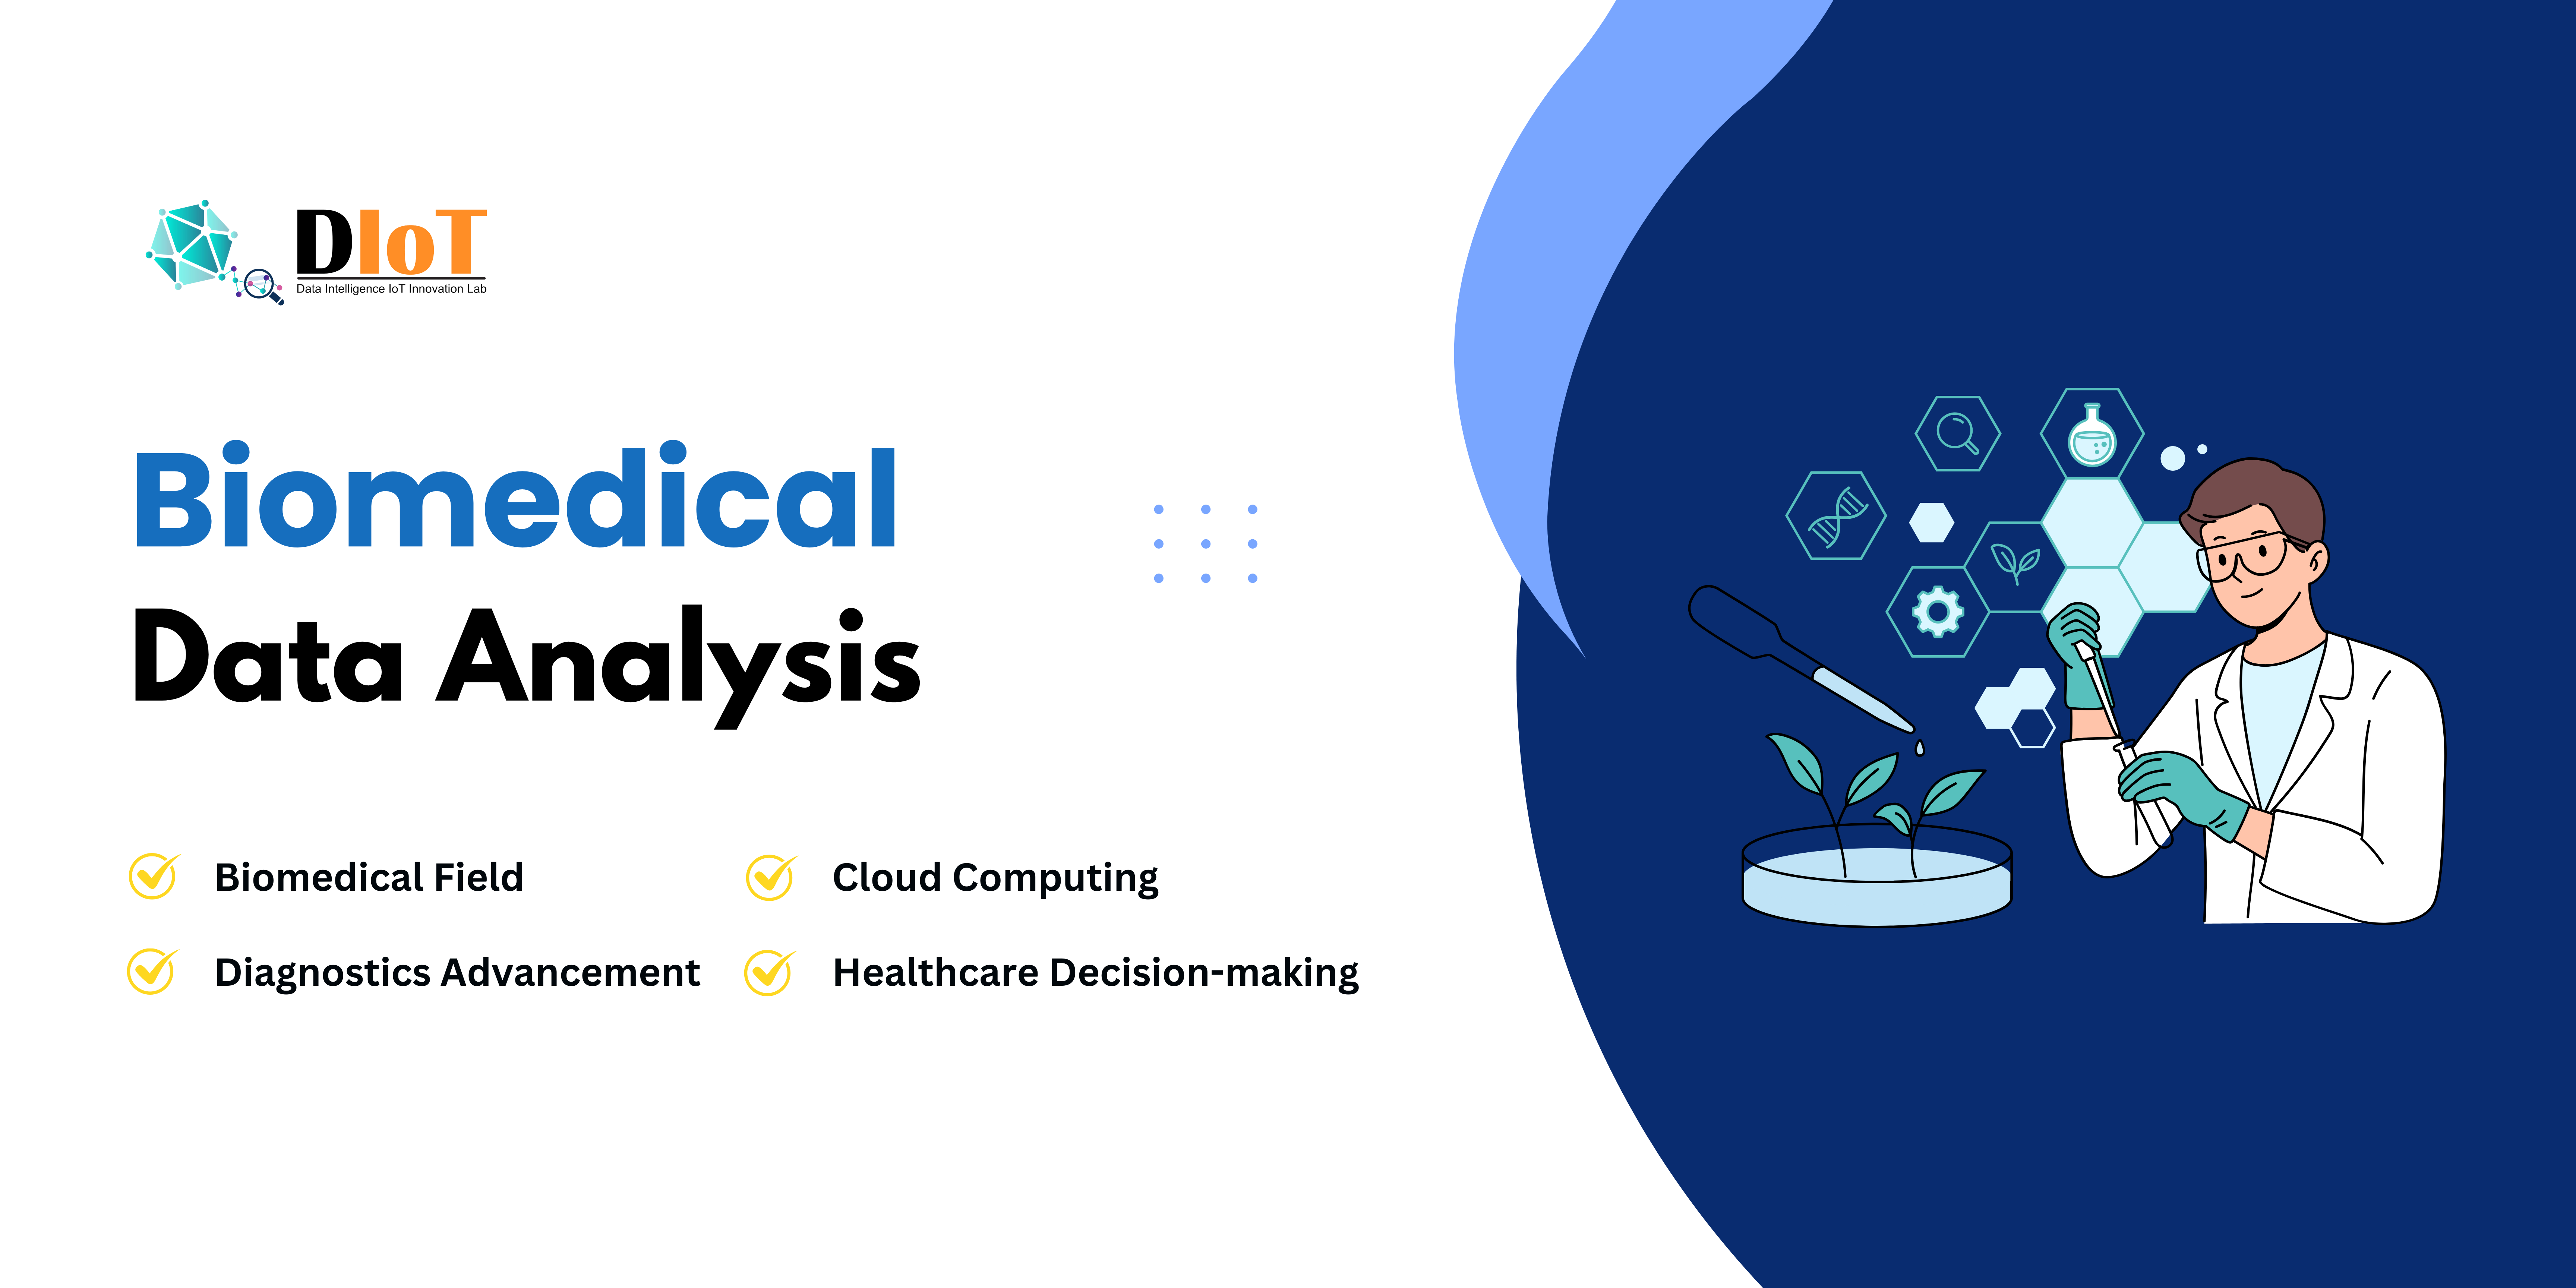 DIoT
Data Intelligence IoT Innovation Lab
Biomedical
Data Analysis
Biomedical Field
Cloud Computing
Diagnostics Advancement
Healthcare Decision-making